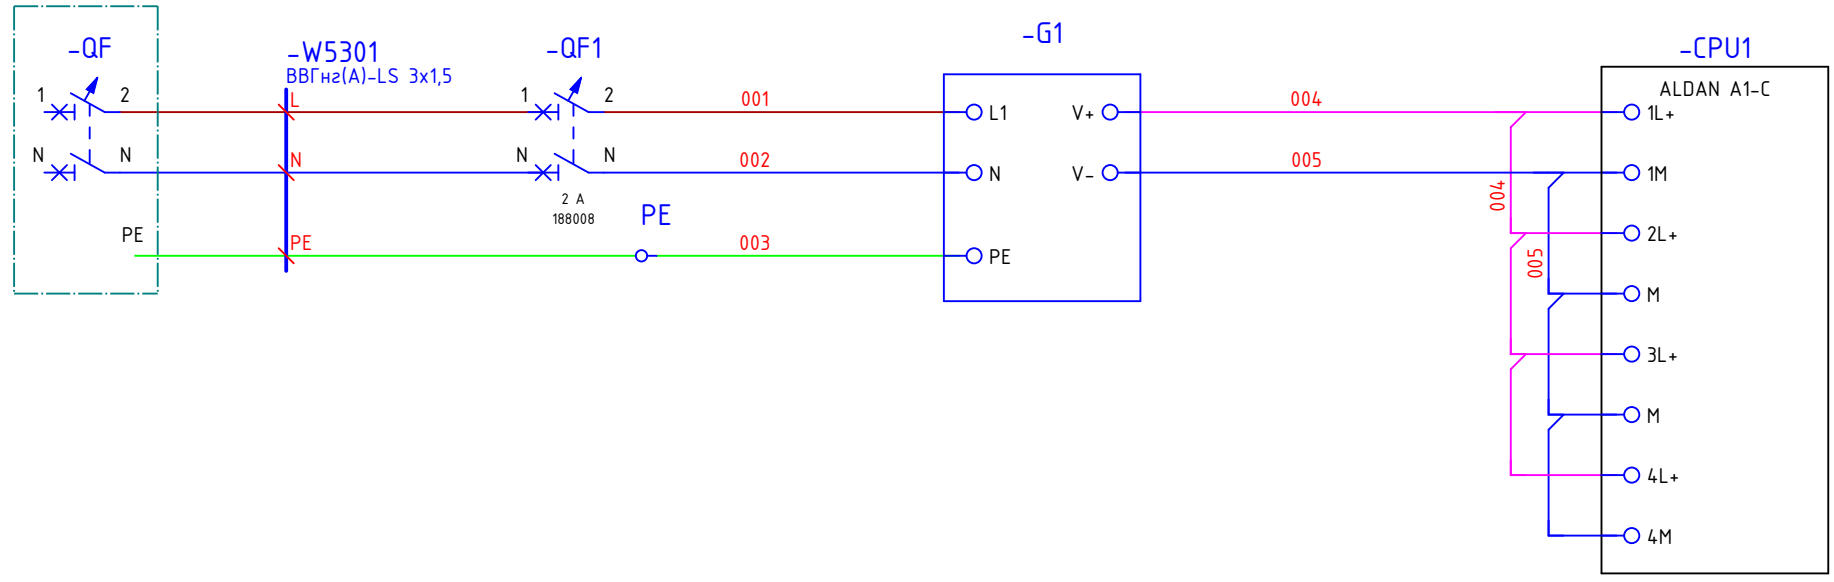 -QF
-W5301
ВВГнг(А)-LS 3x1,5
-QF1
-G1
-CPU1
ALDAN A1-C
1
2
L
1
2
001
L1
V+
004
1L+
N
N
N
N
N
002
N
V-
005
1M
2 A
188008
PE
004
PE
PE
003
PE
2L+
005
M
3L+
M
4L+
4M